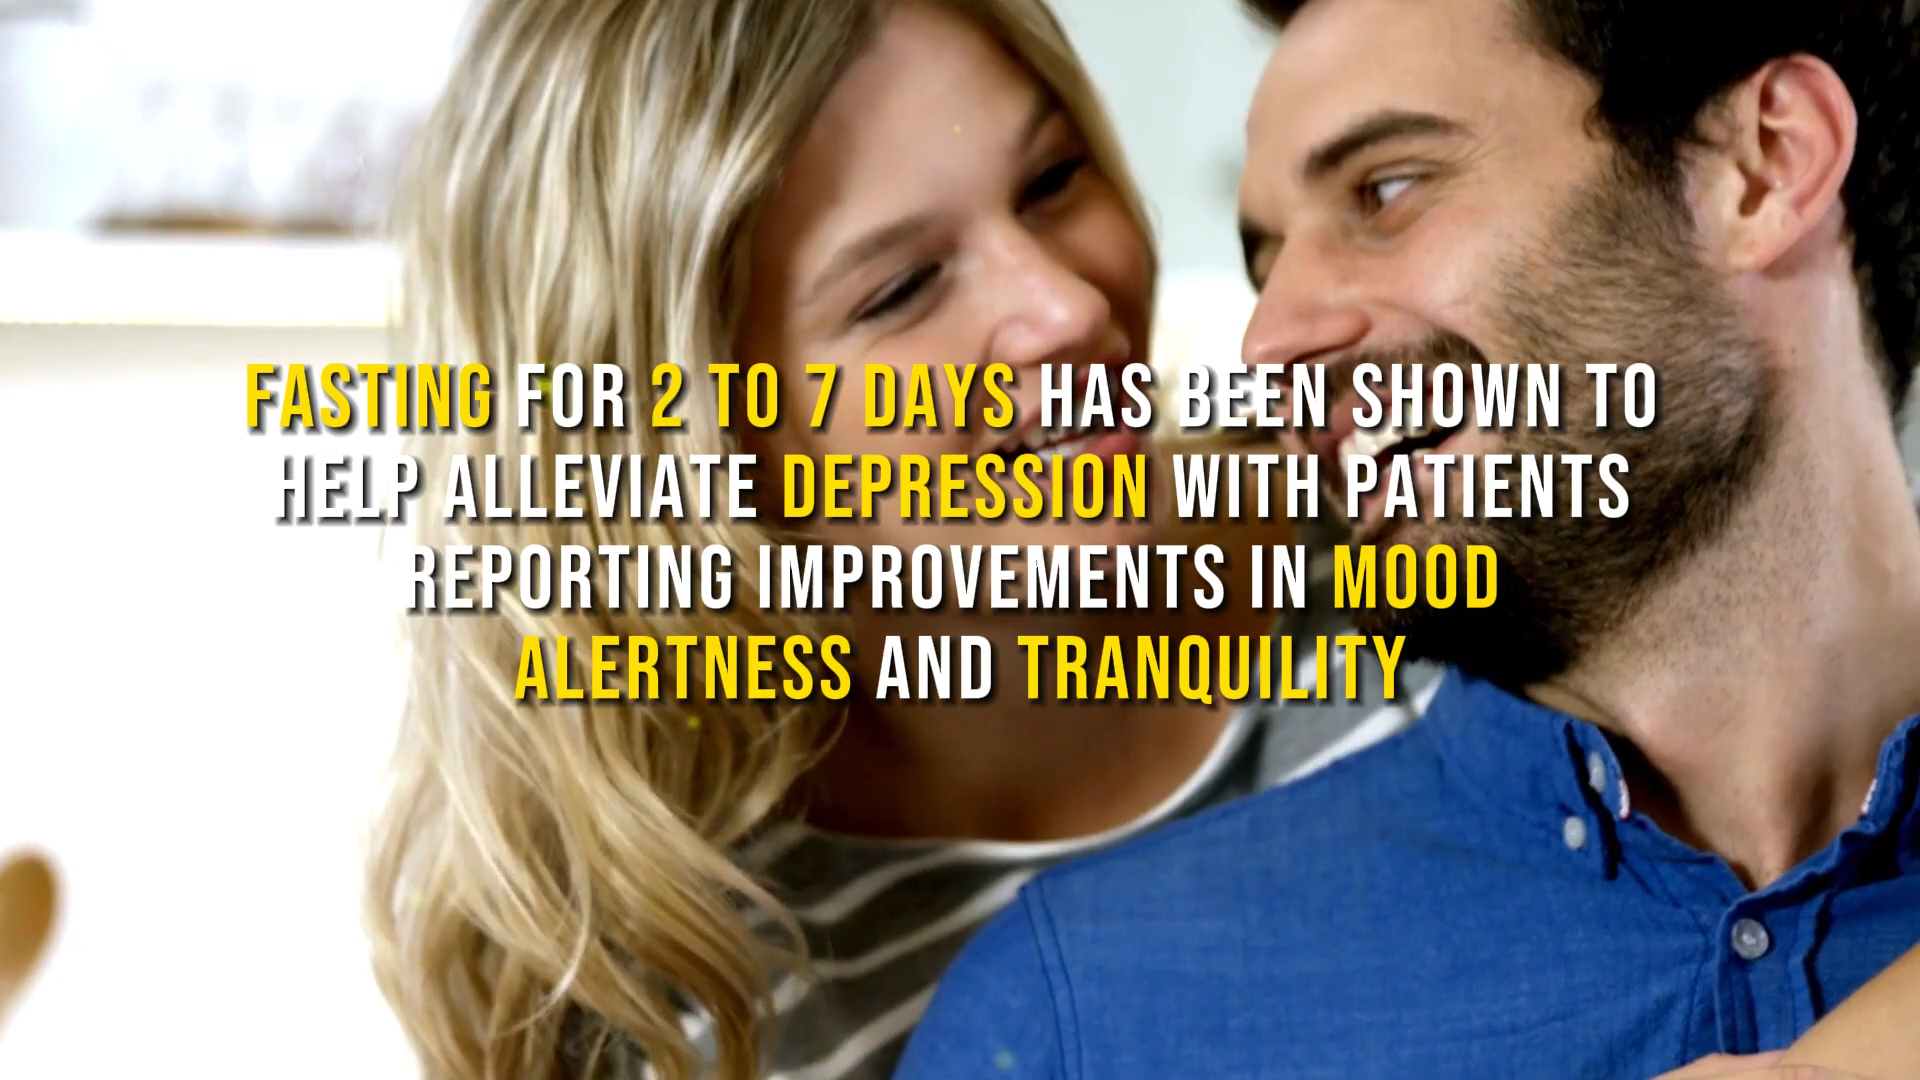 FASTING FOR 2 TO 7 DAYS HAS BEEN SHOWN TO
HELP ALLEVIATE DEPRESSION WITH PATIENTS
REPORTING IMPROVEMENTS IN MOOD
ALERTNESS AND TRANQUILITY